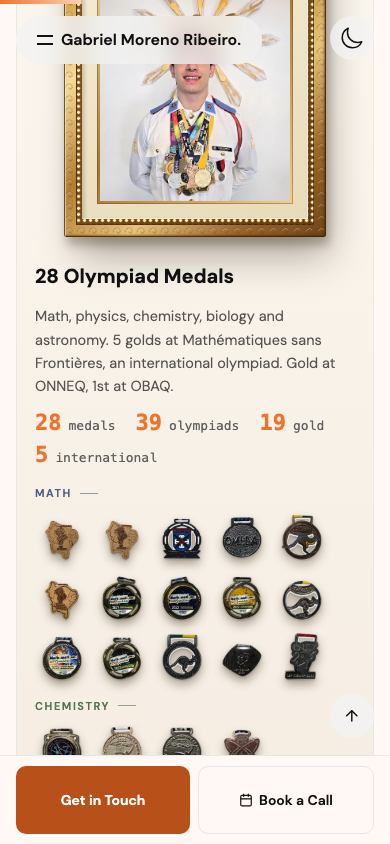 Gabriel Moreno Ribeiro.
28 Olympiad Medals
Math, physics, chemistry, biology and
astronomy. 5 golds at Mathématiques sans
Frontières, an international olympiad. Gold at
ONNEQ, 1st at OBAQ.
28 medals 39 olympiads 19 gold
5 international
MATH
CHEMISTRY
Get in Touch
Book a Call